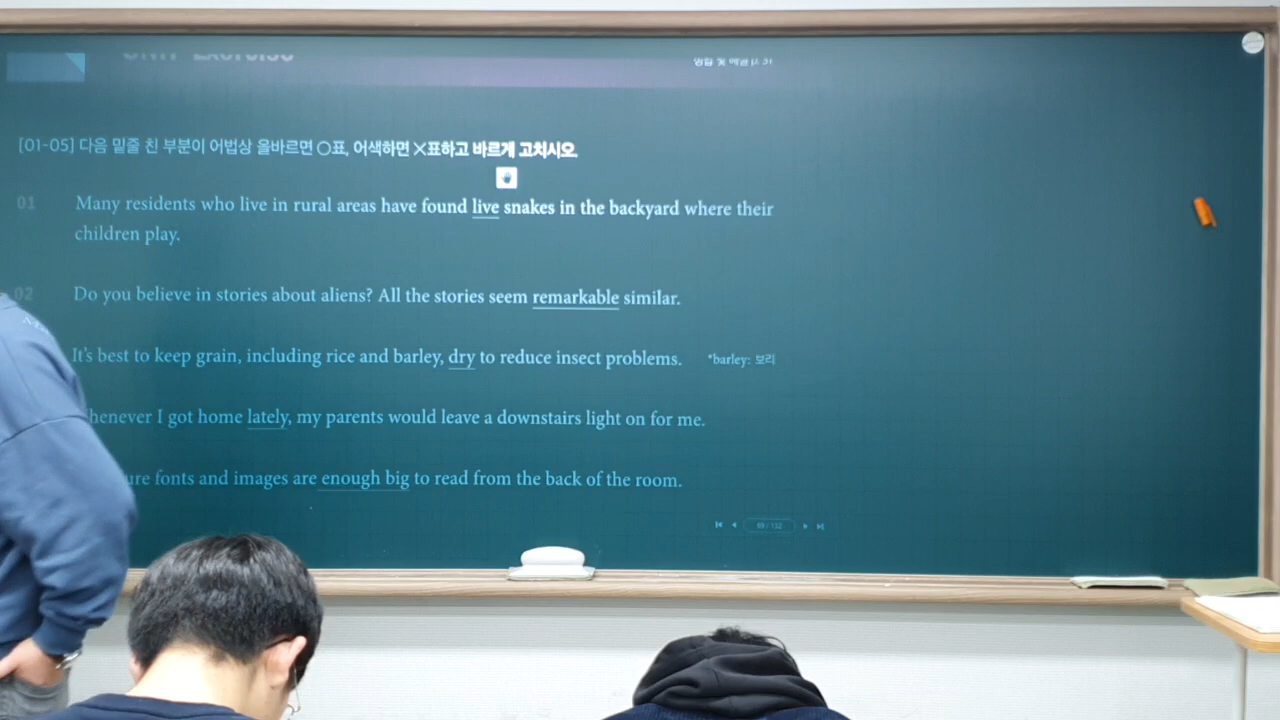 [01-05] 다음 밑줄 친 부분이 어법상 올바르면 ○표, 어색하면 ✕표하고 바르게 고치시오.
01 Many residents who live in rural areas have found live snakes in the backyard where their
children play.
02 Do you believe in stories about aliens? All the stories seem remarkable similar.
It's best to keep grain, including rice and barley, dry to reduce insect problems. *barley: 보리
henever I got home lately, my parents would leave a downstairs light on for me.
ure fonts and images are enough big to read from the back of the room.
69 / 132